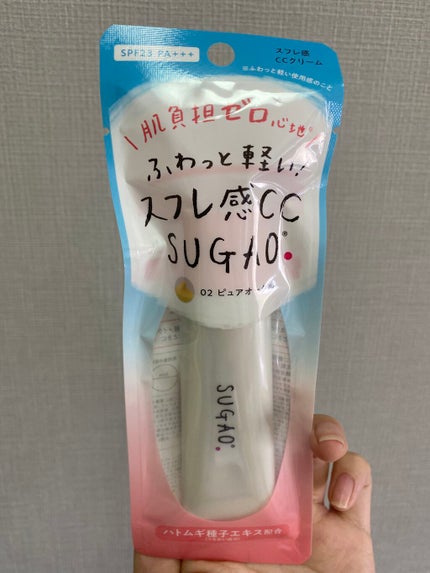 SPF23 PA+++
スフレ感
CCクリーム
※ふわっと軽い使用感のこと
\肌負担ゼロ心地
ふわっと軽い!
スフレ感CC
SUGAO®
02 ピュアオークル
SUGAO®
ハトムギ種子エキス配合